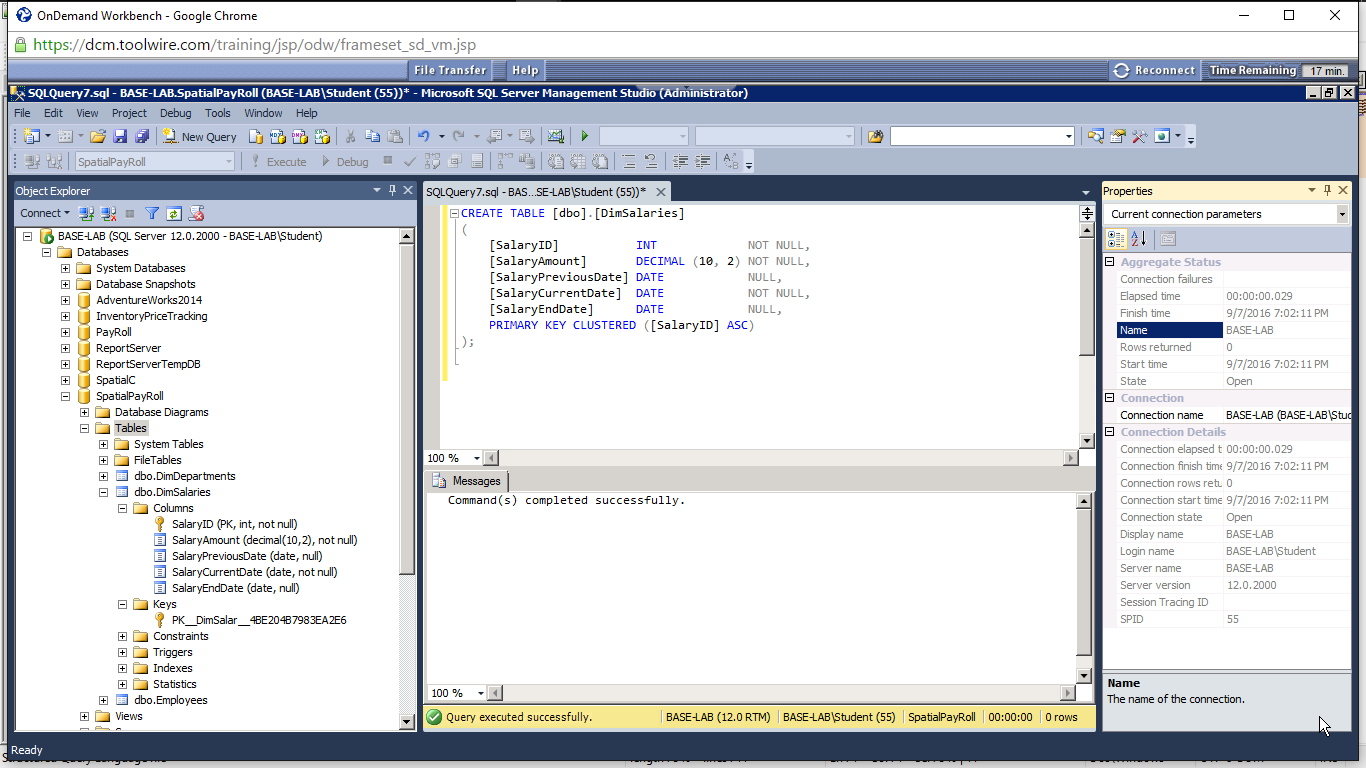 OnDemand Workbench - Google Chrome
https://dcm.toolwire.com/training/jsp/odw/frameset_sd_vm.jsp
File Transfer Help Reconnect Time Remaining 17 min.
SQLQuery7.sql - BASE-LAB.SpatialPayRoll (BASE-LAB\Student (55))* - Microsoft SQL Server Management Studio (Administrator)
File Edit View Project Debug Tools Window Help
New Query
SpatialPayRoll Execute Debug
Object Explorer
Connect
BASE-LAB (SQL Server 12.0.2000 - BASE-LAB\Student)
Databases
System Databases
Database Snapshots
AdventureWorks2014
InventoryPriceTracking
PayRoll
ReportServer
ReportServerTempDB
SpatialC
SpatialPayRoll
Database Diagrams
Tables
System Tables
FileTables
dbo.DimDepartments
dbo.DimSalaries
Columns
SalaryID (PK, int, not null)
SalaryAmount (decimal(10,2), not null)
SalaryPreviousDate (date, null)
SalaryCurrentDate (date, not null)
SalaryEndDate (date, null)
Keys
PK__DimSalar__4BE204B7983EA2E6
Constraints
Triggers
Indexes
Statistics
dbo.Employees
Views
SQLQuery7.sql - BAS...SE-LAB\Student (55))*
CREATE TABLE [dbo].[DimSalaries]
(
[SalaryID] INT NOT NULL,
[SalaryAmount] DECIMAL (10, 2) NOT NULL,
[SalaryPreviousDate] DATE NULL,
[SalaryCurrentDate] DATE NOT NULL,
[SalaryEndDate] DATE NULL,
PRIMARY KEY CLUSTERED ([SalaryID] ASC)
);
100 %
Messages
Command(s) completed successfully.
100 %
Query executed successfully. BASE-LAB (12.0 RTM) BASE-LAB\Student (55) SpatialPayRoll 00:00:00 0 rows
Properties
Current connection parameters
Aggregate Status
Connection failures
Elapsed time 00:00:00.029
Finish time 9/7/2016 7:02:11 PM
Name BASE-LAB
Rows returned 0
Start time 9/7/2016 7:02:11 PM
State Open
Connection
Connection name BASE-LAB (BASE-LAB\Stud
Connection Details
Connection elapsed t 00:00:00.029
Connection finish time 9/7/2016 7:02:11 PM
Connection rows retu 0
Connection start time 9/7/2016 7:02:11 PM
Connection state Open
Display name BASE-LAB
Login name BASE-LAB\Student
Server name BASE-LAB
Server version 12.0.2000
Session Tracing ID
SPID 55
Name
The name of the connection.
Ready